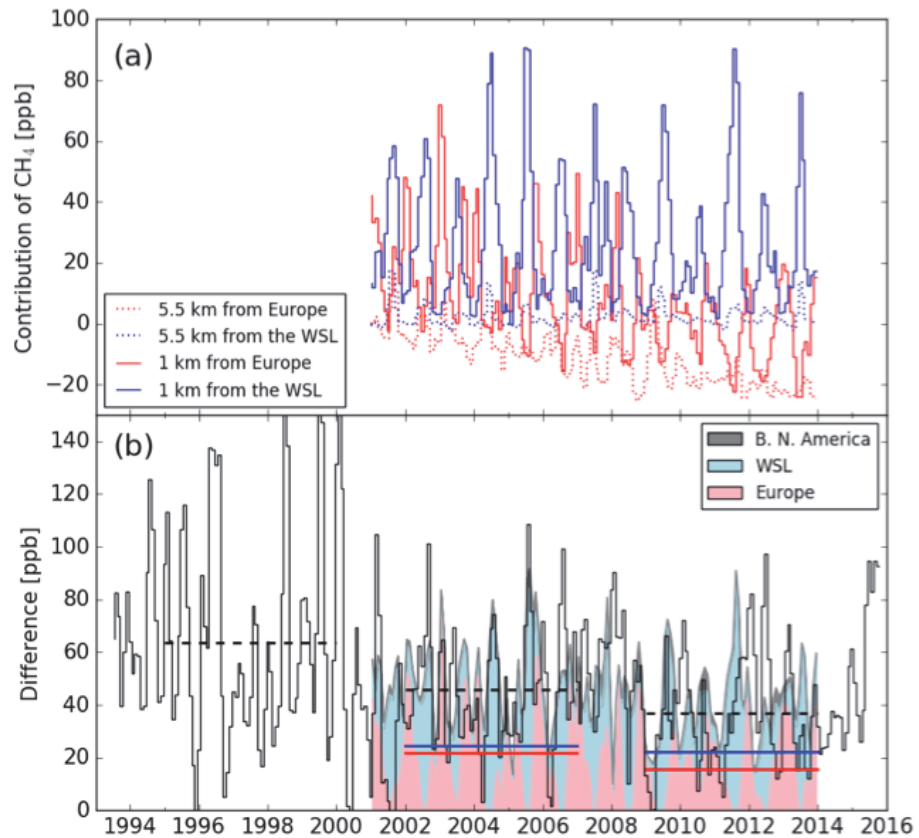 100
80
60
40
20
0
−20
Contribution of CH₄ [ppb]
(a)
5.5 km from Europe
5.5 km from the WSL
1 km from Europe
1 km from the WSL
140
120
100
80
60
40
20
0
Difference [ppb]
(b)
B. N. America
WSL
Europe
1994 1996 1998 2000 2002 2004 2006 2008 2010 2012 2014 2016